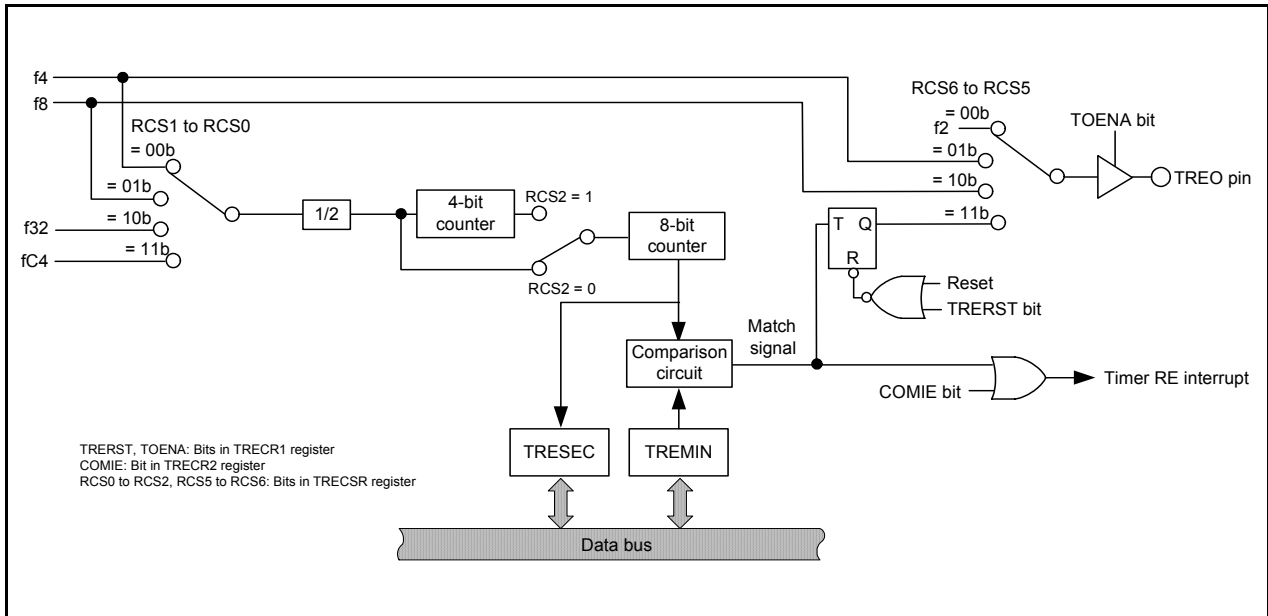 f4
f8
RCS1 to RCS0
= 00b
= 01b
= 10b
f32
= 11b
fC4
1/2
4-bit
counter
RCS2 = 1
RCS2 = 0
8-bit
counter
RCS6 to RCS5
= 00b
f2
= 01b
= 10b
= 11b
TOENA bit
TREO pin
T Q
R
Reset
TRERST bit
Match
signal
Comparison
circuit
COMIE bit
Timer RE interrupt
TRESEC
TREMIN
TRERST, TOENA: Bits in TRECR1 register
COMIE: Bit in TRECR2 register
RCS0 to RCS2, RCS5 to RCS6: Bits in TRECSR register
Data bus